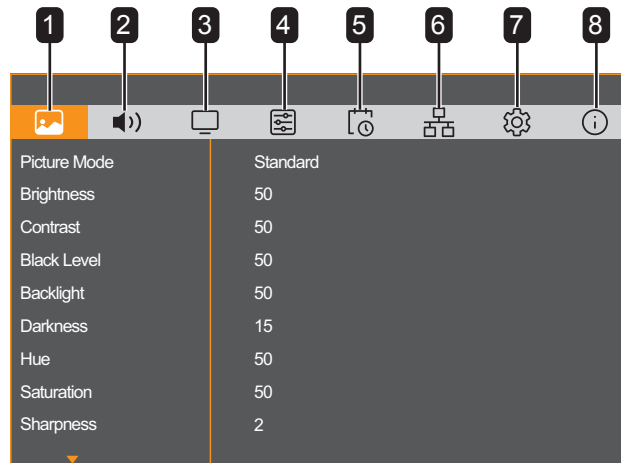 1 2 3 4 5 6 7 8
Picture Mode Standard
Brightness 50
Contrast 50
Black Level 50
Backlight 50
Darkness 15
Hue 50
Saturation 50
Sharpness 2